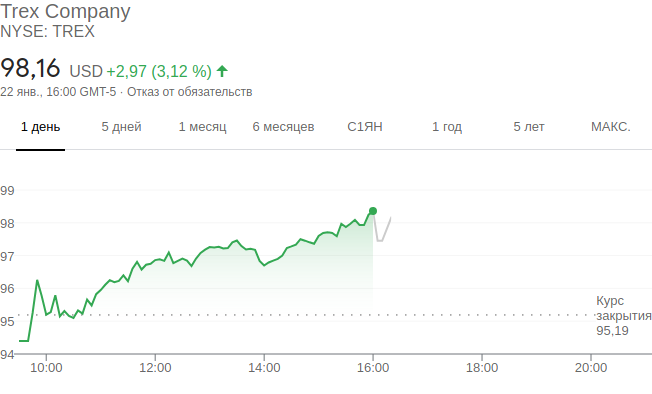 Trex Company
NYSE: TREX
98,16 USD +2,97 (3,12 %)
22 янв., 16:00 GMT-5 · Отказ от обязательств
1 день 5 дней 1 месяц 6 месяцев С1ЯН 1 год 5 лет МАКС.
99
98
97
96
95
94
Курс
закрытия
95,19
10:00 12:00 14:00 16:00 18:00 20:00